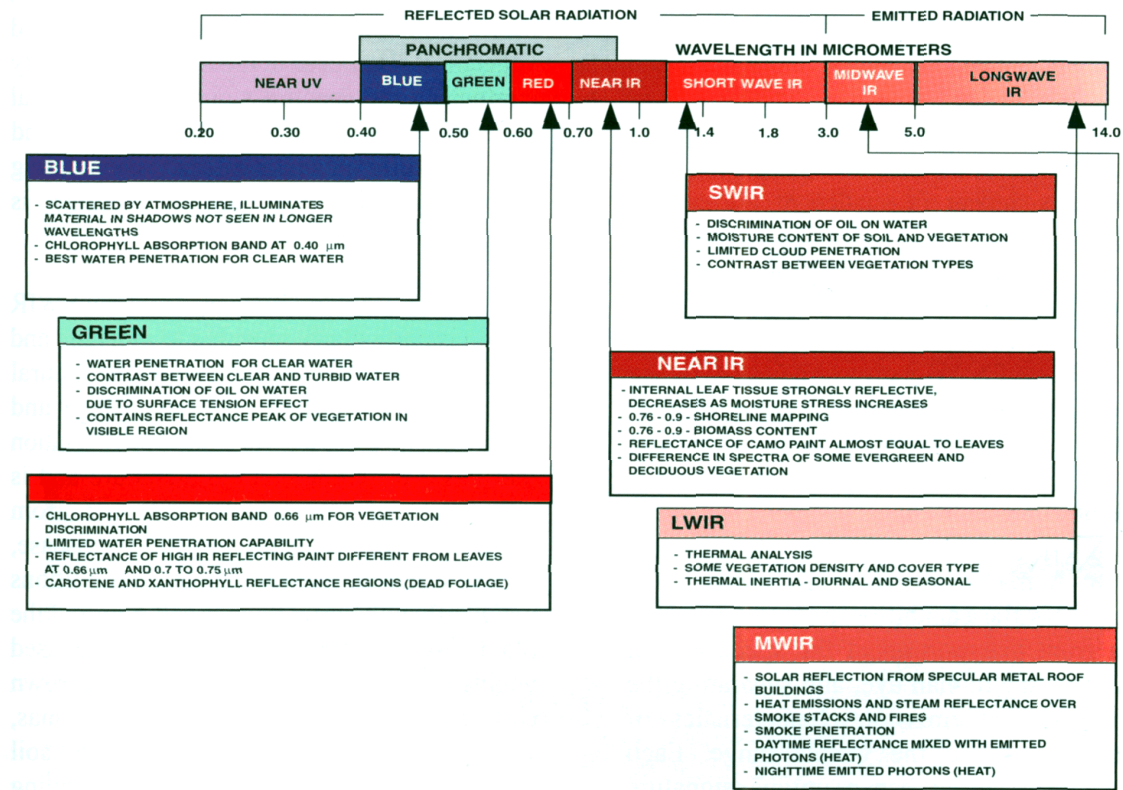 REFLECTED SOLAR RADIATION
EMITTED RADIATION
PANCHROMATIC
WAVELENGTH IN MICROMETERS
NEAR UV
BLUE
GREEN
RED
NEAR IR
SHORT WAVE IR
MIDWAVE
IR
LONGWAVE
IR
0.20
0.30
0.40
0.50
0.60
0.70
1.0
1.4
1.8
3.0
5.0
14.0
BLUE
- SCATTERED BY ATMOSPHERE, ILLUMINATES
MATERIAL IN SHADOWS NOT SEEN IN LONGER
WAVELENGTHS
- CHLOROPHYLL ABSORPTION BAND AT 0.40 μm
- BEST WATER PENETRATION FOR CLEAR WATER
SWIR
- DISCRIMINATION OF OIL ON WATER
- MOISTURE CONTENT OF SOIL AND VEGETATION
- LIMITED CLOUD PENETRATION
- CONTRAST BETWEEN VEGETATION TYPES
GREEN
- WATER PENETRATION FOR CLEAR WATER
- CONTRAST BETWEEN CLEAR AND TURBID WATER
- DISCRIMINATION OF OIL ON WATER
DUE TO SURFACE TENSION EFFECT
- CONTAINS REFLECTANCE PEAK OF VEGETATION IN
VISIBLE REGION
NEAR IR
- INTERNAL LEAF TISSUE STRONGLY REFLECTIVE,
DECREASES AS MOISTURE STRESS INCREASES
- 0.76 - 0.9 - SHORELINE MAPPING
- 0.76 - 0.9 - BIOMASS CONTENT
- REFLECTANCE OF CAMO PAINT ALMOST EQUAL TO LEAVES
- DIFFERENCE IN SPECTRA OF SOME EVERGREEN AND
DECIDUOUS VEGETATION
- CHLOROPHYLL ABSORPTION BAND 0.66 μm FOR VEGETATION
DISCRIMINATION
- LIMITED WATER PENETRATION CAPABILITY
- REFLECTANCE OF HIGH IR REFLECTING PAINT DIFFERENT FROM LEAVES
AT 0.66 μm AND 0.7 TO 0.75 μm
- CAROTENE AND XANTHOPHYLL REFLECTANCE REGIONS (DEAD FOLIAGE)
LWIR
- THERMAL ANALYSIS
- SOME VEGETATION DENSITY AND COVER TYPE
- THERMAL INERTIA - DIURNAL AND SEASONAL
MWIR
- SOLAR REFLECTION FROM SPECULAR METAL ROOF
BUILDINGS
- HEAT EMISSIONS AND STEAM REFLECTANCE OVER
SMOKE STACKS AND FIRES
- SMOKE PENETRATION
- DAYTIME REFLECTANCE MIXED WITH EMITTED
PHOTONS (HEAT)
- NIGHTTIME EMITTED PHOTONS (HEAT)